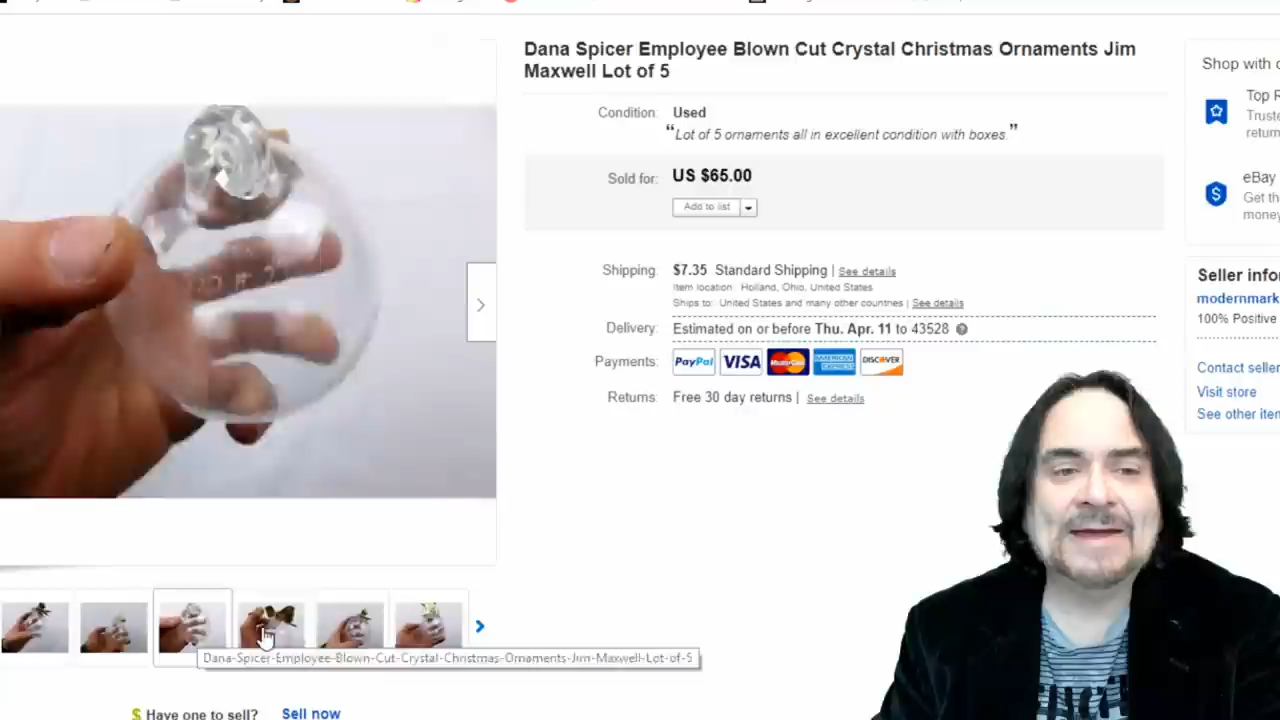 Dana Spicer Employee Blown Cut Crystal Christmas Ornaments Jim
Maxwell Lot of 5
Condition: Used
“Lot of 5 ornaments all in excellent condition with boxes.”
Sold for: US $65.00
Add to list
Shipping: $7.35 Standard Shipping | See details
Item location: Holland, Ohio, United States
Ships to: United States and many other countries | See details
Delivery: Estimated on or before Thu. Apr. 11 to 43528
Payments: PayPal VISA MasterCard AMERICAN EXPRESS DISCOVER
Returns: Free 30 day returns | See details
Shop with
Top R
Truste
return
eBay
Get th
money
Seller infor
modernmark
100% Positive
Contact seller
Visit store
See other item
Dana-Spicer-Employee-Blown-Cut-Crystal-Christmas-Ornaments-Jim-Maxwell-Lot-of-5
$ Have one to sell? Sell now